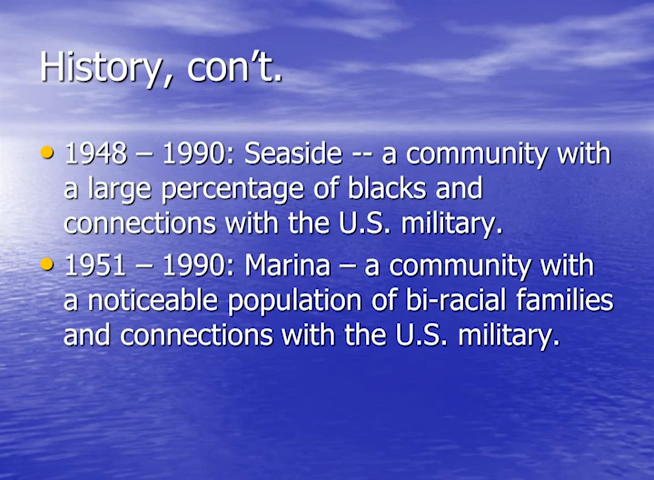 History, con’t.
• 1948 – 1990: Seaside -- a community with
a large percentage of blacks and
connections with the U.S. military.
• 1951 – 1990: Marina – a community with
a noticeable population of bi-racial families
and connections with the U.S. military.